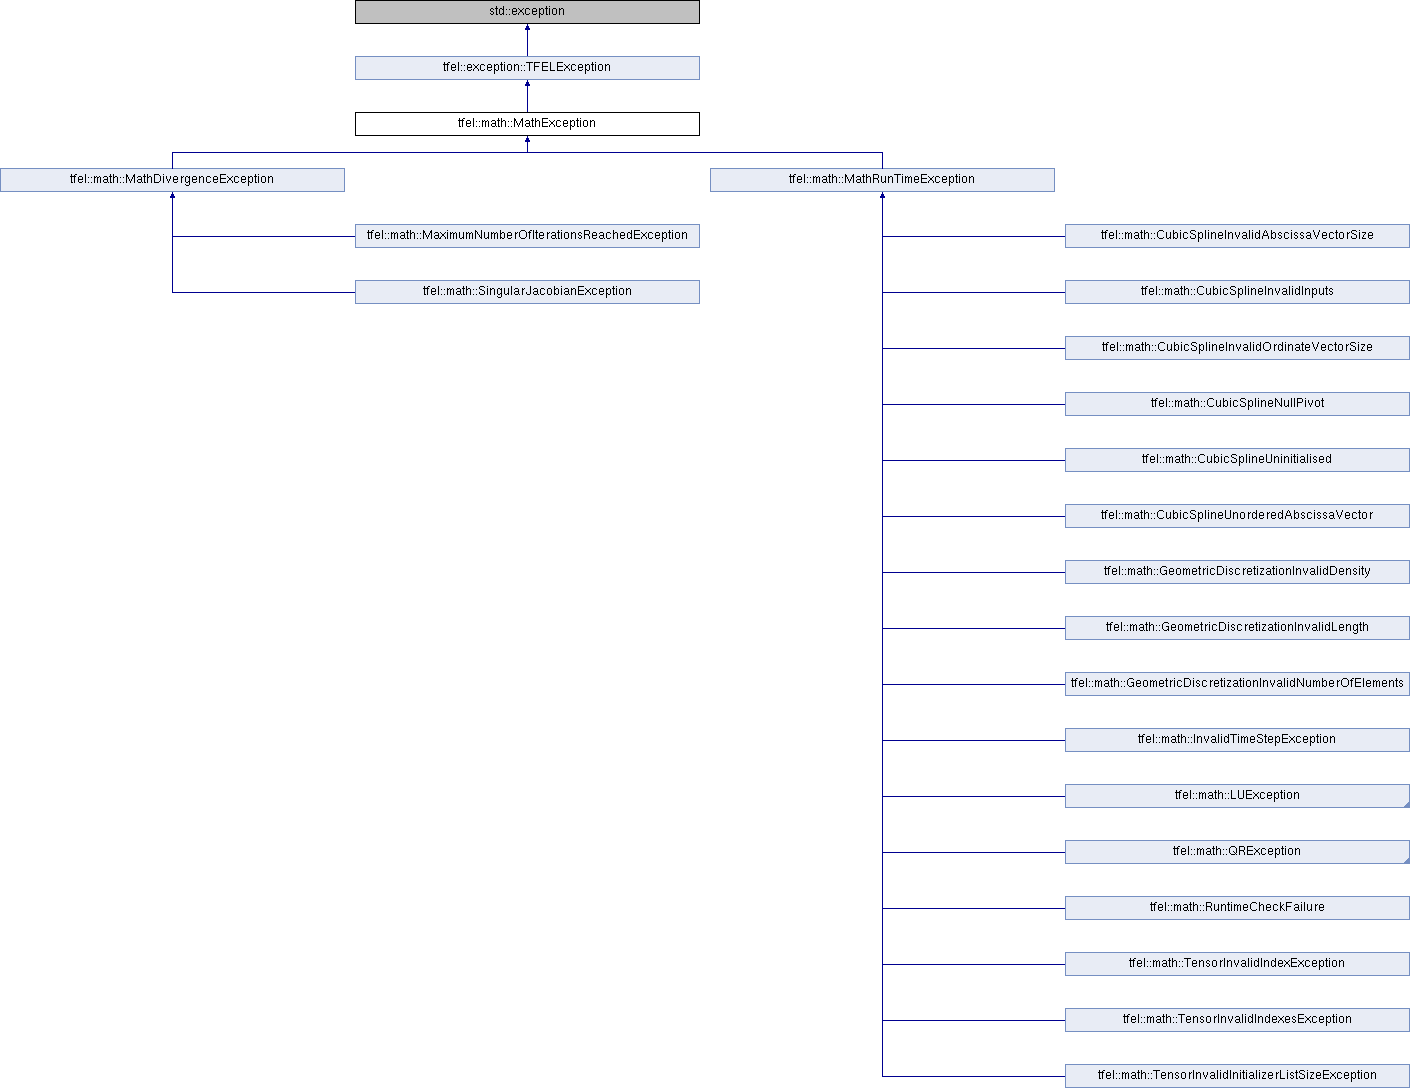 std::exception
tfel::exception::TFELException
tfel::math::MathException
tfel::math::MathDivergenceException
tfel::math::MathRunTimeException
tfel::math::MaximumNumberOfIterationsReachedException
tfel::math::CubicSplineInvalidAbscissaVectorSize
tfel::math::SingularJacobianException
tfel::math::CubicSplineInvalidInputs
tfel::math::CubicSplineInvalidOrdinateVectorSize
tfel::math::CubicSplineNullPivot
tfel::math::CubicSplineUninitialised
tfel::math::CubicSplineUnorderedAbscissaVector
tfel::math::GeometricDiscretizationInvalidDensity
tfel::math::GeometricDiscretizationInvalidLength
tfel::math::GeometricDiscretizationInvalidNumberOfElements
tfel::math::InvalidTimeStepException
tfel::math::LUException
tfel::math::QRException
tfel::math::RuntimeCheckFailure
tfel::math::TensorInvalidIndexException
tfel::math::TensorInvalidIndexesException
tfel::math::TensorInvalidInitializerListSizeException